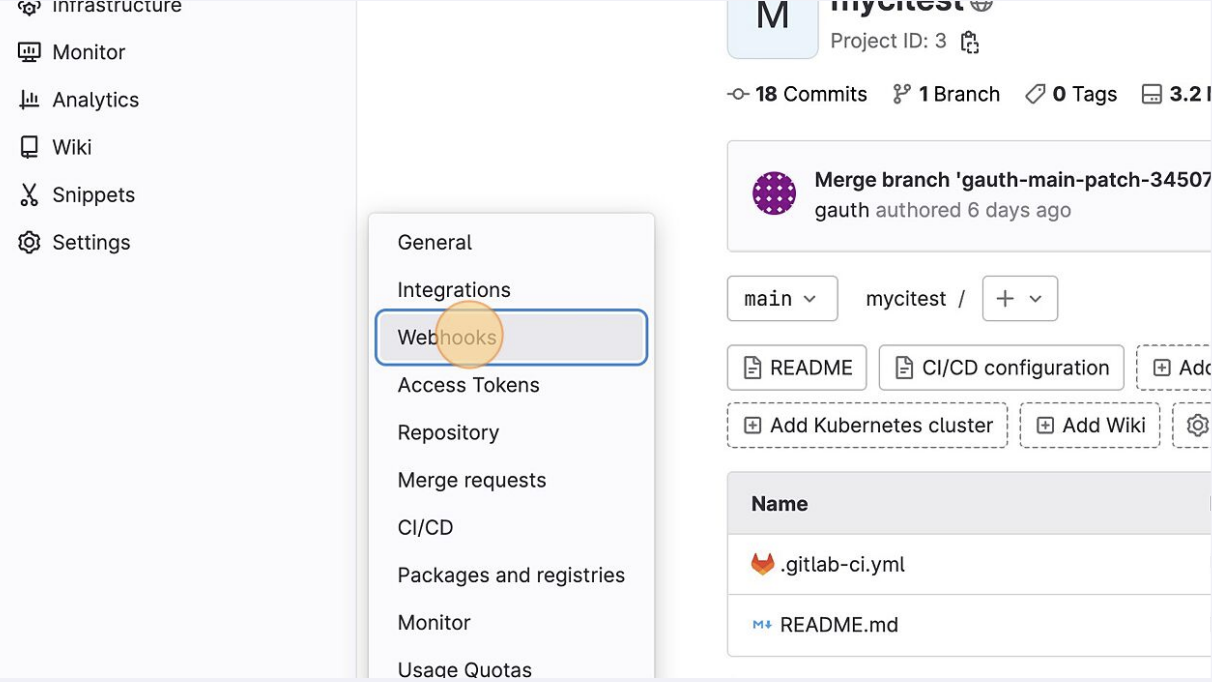 Infrastructure
Monitor
Analytics
Wiki
Snippets
Settings
General
Integrations
Webhooks
Access Tokens
Repository
Merge requests
CI/CD
Packages and registries
Monitor
Usage Quotas
M
mycitest
Project ID: 3
18 Commits 1 Branch 0 Tags 3.2
Merge branch 'gauth-main-patch-34507
gauth authored 6 days ago
main mycitest / +
README CI/CD configuration Add
Add Kubernetes cluster Add Wiki
Name
.gitlab-ci.yml
README.md